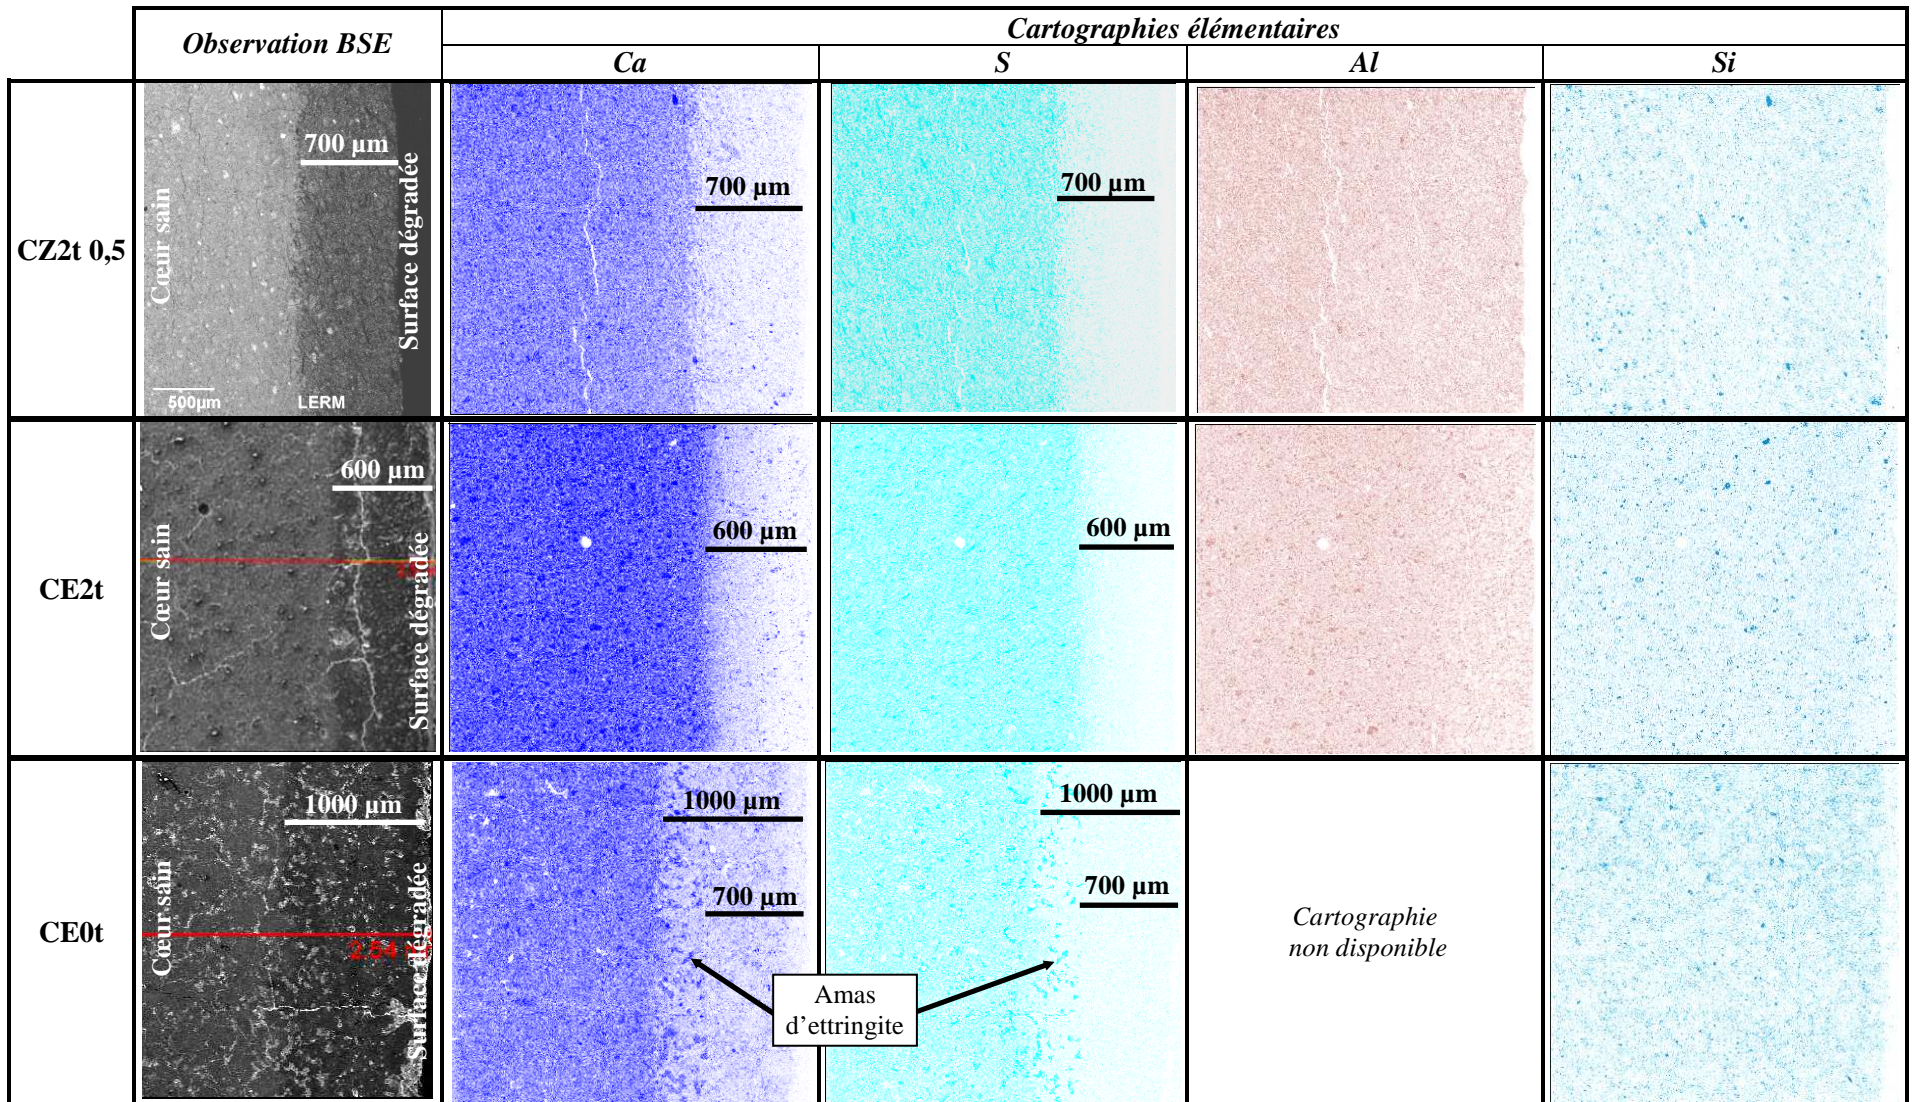 Observation BSE
Cartographies élémentaires
Ca
S
Al
Si
CZ2t 0,5
Cœur sain
700 µm
Surface dégradée
500µm
LERM
700 µm
700 µm
CE2t
Cœur sain
600 µm
Surface dégradée
600 µm
600 µm
CE0t
Cœur sain
1000 µm
2.54
Surface dégradée
1000 µm
700 µm
1000 µm
700 µm
Amas
d’ettringite
Cartographie
non disponible